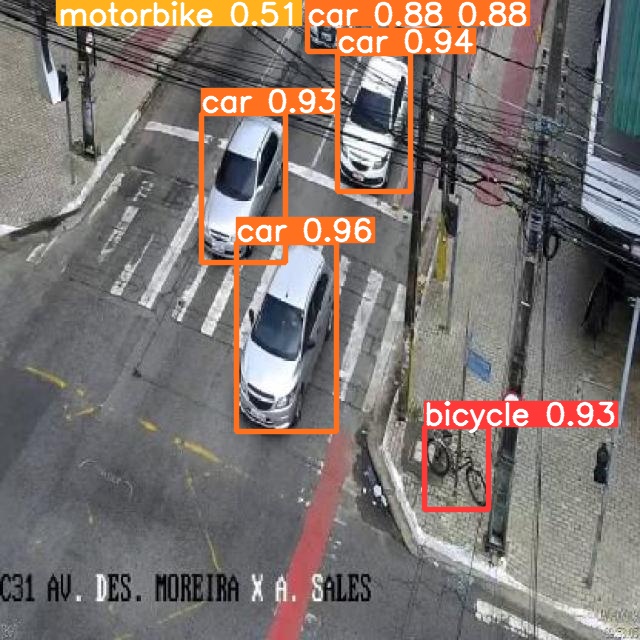 motorbike 0.51
car 0.88 0.88
car 0.94
car 0.93
car 0.96
bicycle 0.93
C31 AV. DES. MOREIRA X A. SALES